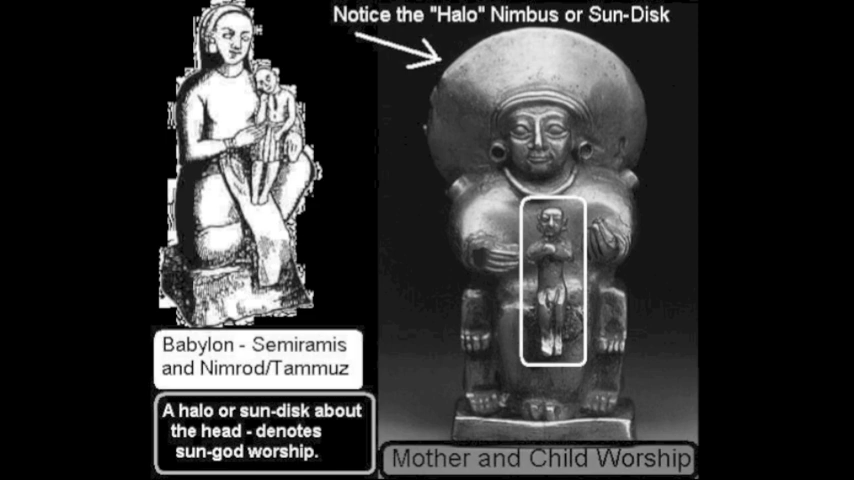 Notice the "Halo" Nimbus or Sun-Disk
Babylon - Semiramis
and Nimrod/Tammuz
A halo or sun-disk about
the head - denotes
sun-god worship.
Mother and Child Worship